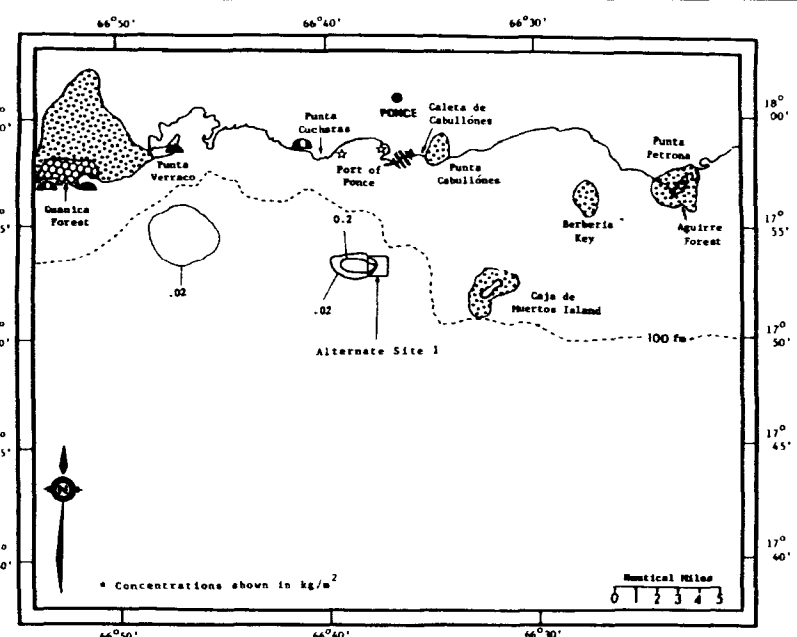 66°50'
66°40'
66°30'
18°
00'
Punta
Cucharas
PONCE
Caleta de
Cabullónes
Punta
Petrona
Punta
Verraco
Port of
Ponce
Punta
Cabullónes
Guanica
Forest
Berberia
Key
Aguirre
Forest
17°
55'
0.2
.02
.02
Caja de
Muertos Island
17°
50'
100 fm
Alternate Site 1
17°
45'
N
17°
40'
* Concentrations shown in kg/m²
Nautical Miles
0 1 2 3 4 5
66°50'
66°40'
66°30'